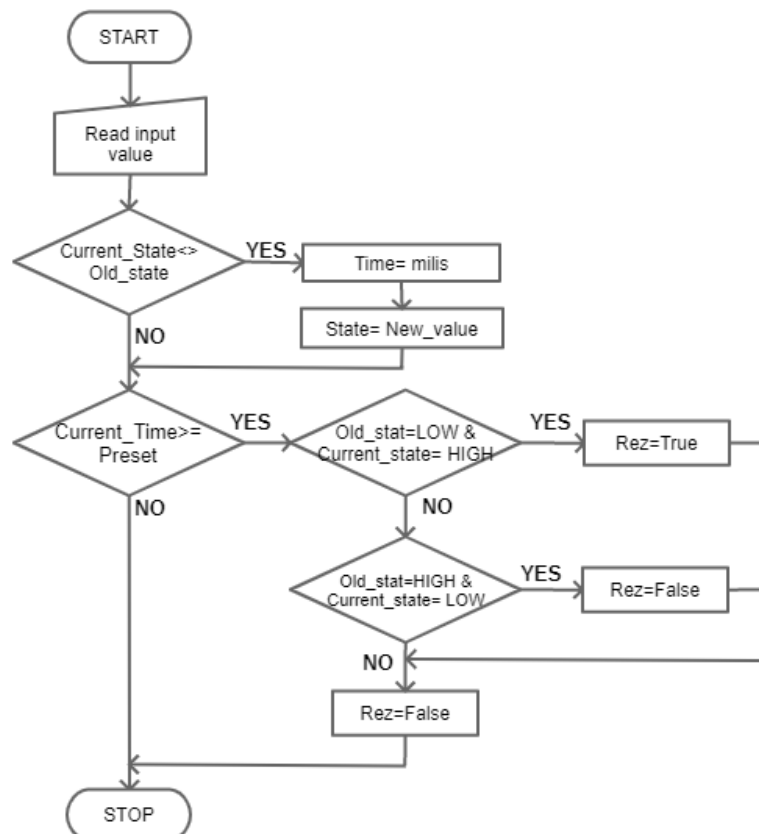 START
Read input
value
Current_State<>
Old_state
YES
Time= milis
State= New_value
NO
Current_Time>=
Preset
YES
Old_stat=LOW &
Current_state= HIGH
YES
Rez=True
NO
NO
Old_stat=HIGH &
Current_state= LOW
YES
Rez=False
NO
Rez=False
STOP